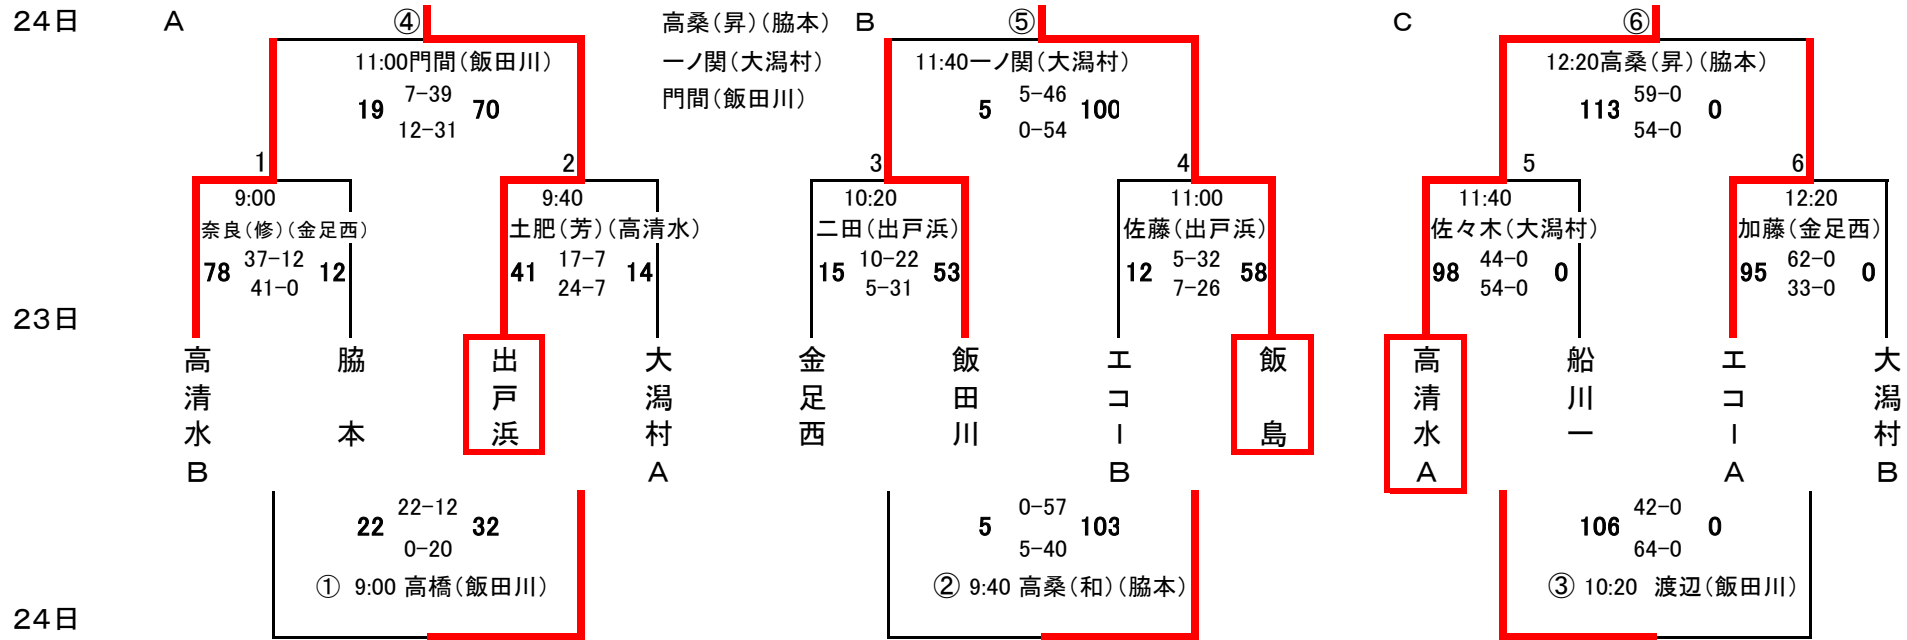 24日 A ④ 高桑(昇)(脇本) B ⑤ C ⑥
11:00門間(飯田川) 一ノ関(大潟村) 11:40一ノ関(大潟村) 12:20高桑(昇)(脇本)
門間(飯田川)
19 7-39 70 5 5-46 100 113 59-0 0
12-31 0-54 54-0
1 2 3 4 5 6
9:00 9:40 10:20 11:00 11:40 12:20
奈良(修)(金足西) 土肥(芳)(高清水) 二田(出戸浜) 佐藤(出戸浜) 佐々木(大潟村) 加藤(金足西)
78 37-12 12 41 17-7 14 15 10-22 53 12 5-32 58 98 44-0 0 95 62-0 0
41-0 24-7 5-31 7-26 54-0 33-0
23日
高清水B
脇本
出戸浜
大潟村A
金足西
飯田川
エコーB
飯島
高清水A
船川一
エコーA
大潟村B
22 22-12 32 5 0-57 103 106 42-0 0
0-20 5-40 64-0
① 9:00 高橋(飯田川) ② 9:40 高桑(和)(脇本) ③ 10:20 渡辺(飯田川)
24日